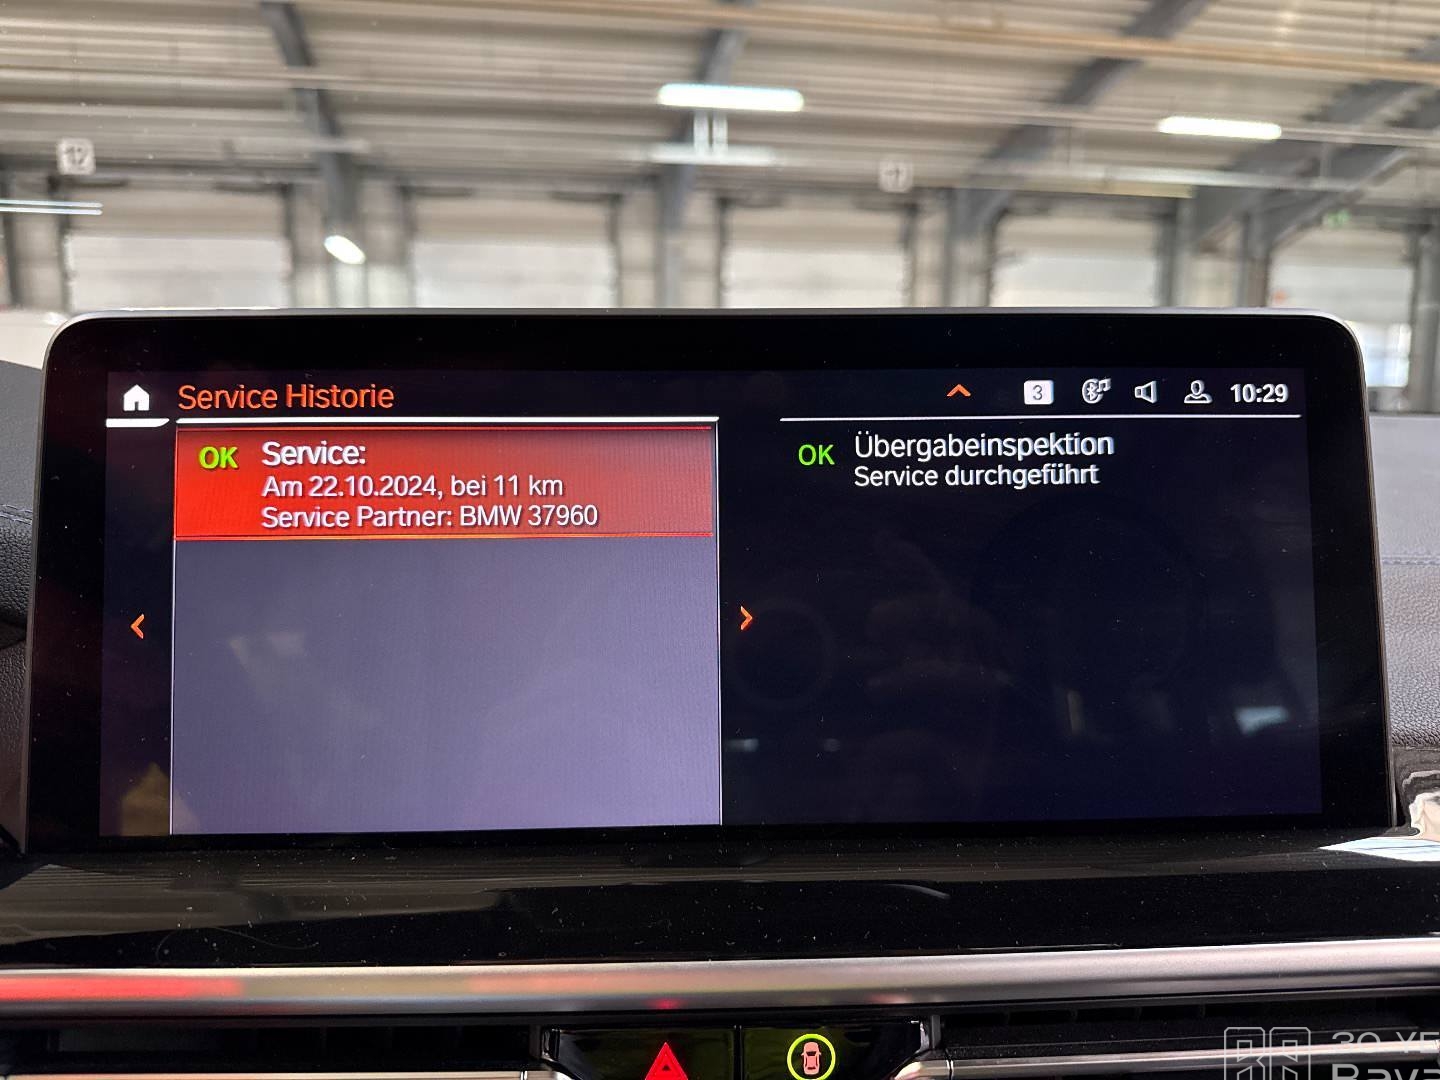 12
Service Historie
3
10:29
OK Service:
Am 22.10.2024, bei 11 km
Service Partner: BMW 37960
OK Übergabeinspektion
Service durchgeführt